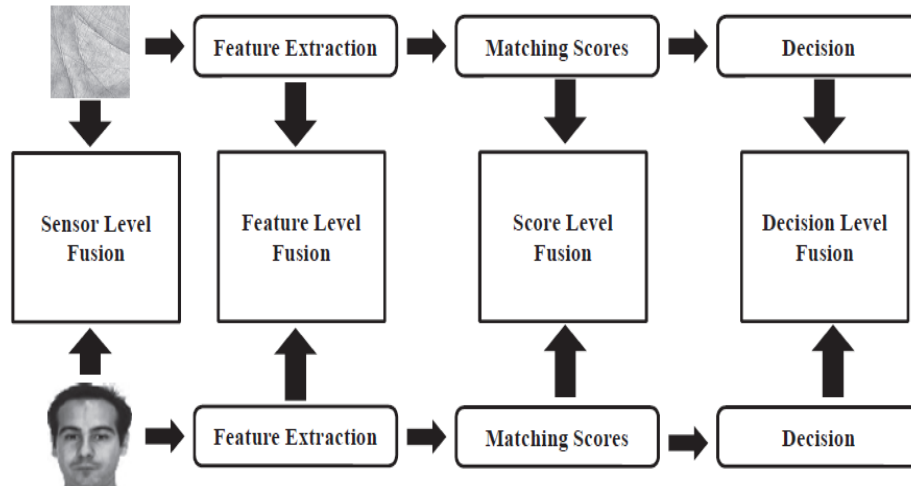 Feature Extraction
Matching Scores
Decision
Sensor Level
Fusion
Feature Level
Fusion
Score Level
Fusion
Decision Level
Fusion
Feature Extraction
Matching Scores
Decision